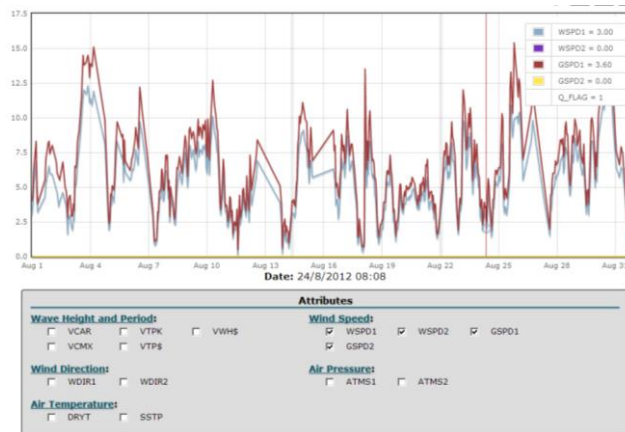 17.5
15.0
12.5
10.0
7.5
5.0
2.5
0.0
WSPD1 = 3.00
WSPD2 = 0.00
GSPD1 = 3.60
GSPD2 = 0.00
Q_FLAG = 1
Aug 1 Aug 4 Aug 7 Aug 10 Aug 13 Aug 16 Aug 19 Aug 22 Aug 25 Aug 28 Aug 31
Date: 24/8/2012 08:08
Attributes
Wave Height and Period: Wind Speed:
VCAR VTPK VWH$ WSPD1 WSPD2 GSPD1
VCMX VTP$ GSPD2
Wind Direction: Air Pressure:
WDIR1 WDIR2 ATMS1 ATMS2
Air Temperature:
DRYT SSTP